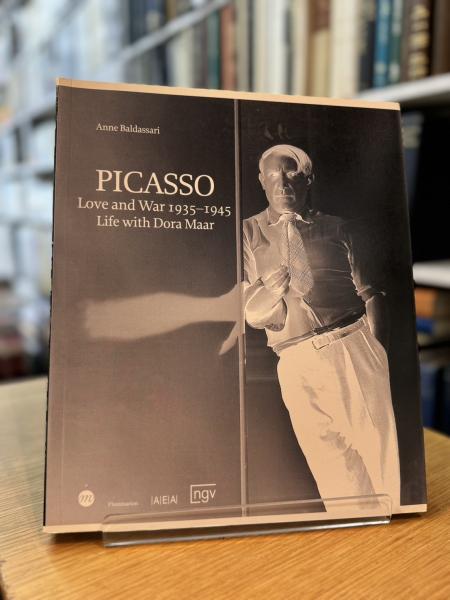 Anne Baldassari
PICASSO
Love and War 1935–1945
Life with Dora Maar
m
Flammarion
|A|E|A|
ngv